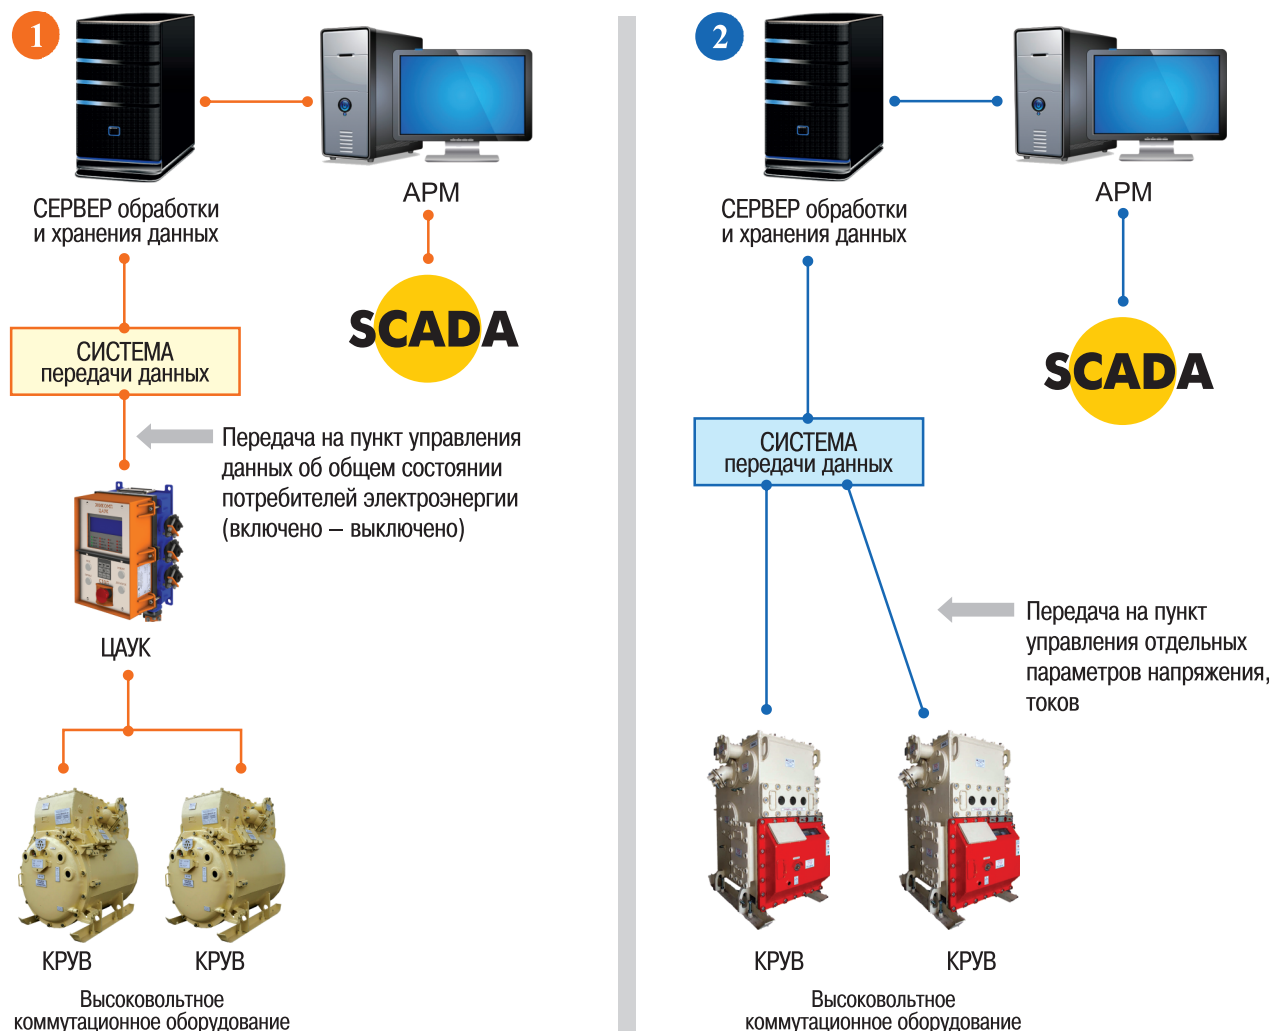 1
СЕРВЕР обработки
и хранения данных
АРМ
SCADA
СИСТЕМА
передачи данных
Передача на пункт управления
данных об общем состоянии
потребителей электроэнергии
(включено – выключено)
ЦАУК
КРУВ
КРУВ
Высоковольтное
коммутационное оборудование
2
СЕРВЕР обработки
и хранения данных
АРМ
SCADA
СИСТЕМА
передачи данных
Передача на пункт
управления отдельных
параметров напряжения,
токов
КРУВ
КРУВ
Высоковольтное
коммутационное оборудование